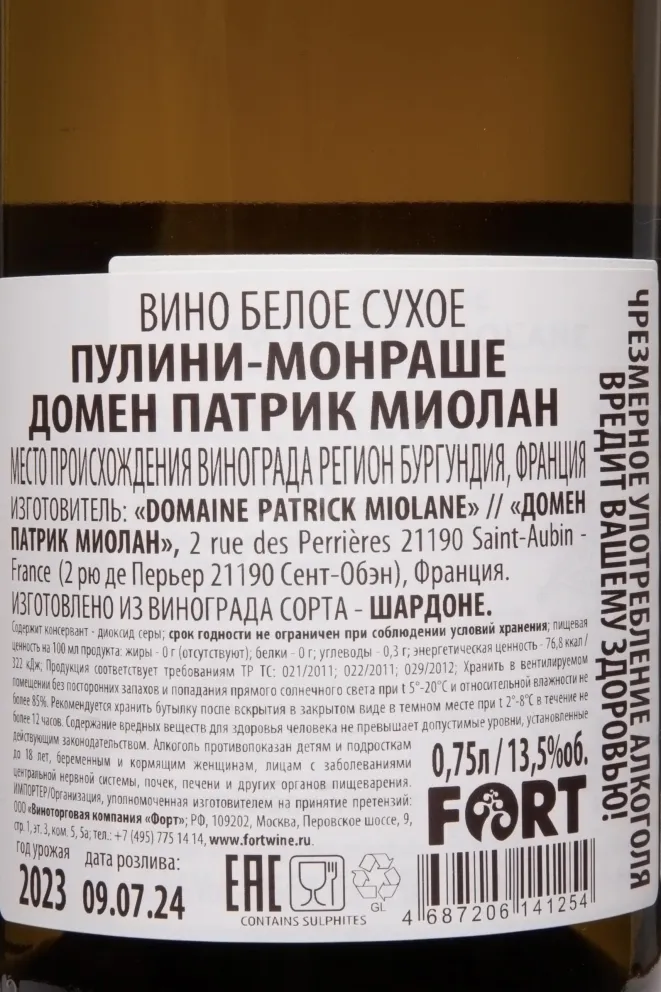 ВИНО БЕЛОЕ СУХОЕ
ПУЛИНИ-МОНРАШЕ
ДОМЕН ПАТРИК МИОЛАН
МЕСТО ПРОИСХОЖДЕНИЯ ВИНОГРАДА РЕГИОН БУРГУНДИЯ, ФРАНЦИЯ
ИЗГОТОВИТЕЛЬ: «DOMAINE PATRICK MIOLANE» // «ДОМЕН
ПАТРИК МИОЛАН», 2 rue des Perrières 21190 Saint-Aubin -
France (2 рю де Перьер 21190 Сент-Обэн), Франция.
ИЗГОТОВЛЕНО ИЗ ВИНОГРАДА СОРТА - ШАРДОНЕ.
Содержит консервант - диоксид серы; срок годности не ограничен при соблюдении условий хранения; пищевая
ценность на 100 мл продукта: жиры - 0 г (отсутствуют); белки - 0 г; углеводы - 0,3 г; энергетическая ценность - 76,8 ккал /
322 кДж; Продукция соответствует требованиям ТР ТС: 021/2011; 022/2011; 029/2012; Хранить в вентилируемом
помещении без посторонних запахов и попадания прямого солнечного света при t 5°-20°С и относительной влажности не
более 85%. Рекомендуется хранить бутылку после вскрытия в закрытом виде в темном месте при t 2°-8°С в течение не
более 12 часов. Содержание вредных веществ для здоровья человека не превышает допустимые уровни, установленные
действующим законодательством. Алкоголь противопоказан детям и подросткам
до 18 лет, беременным и кормящим женщинам, лицам с заболеваниями
центральной нервной системы, почек, печени и других органов пищеварения.
ИМПОРТЕР/Организация, уполномоченная изготовителем на принятие претензий:
ООО «Виноторговая компания «Форт»; РФ, 109202, Москва, Перовское шоссе, 9,
стр. 1, эт. 3, ком. 5, 5а; тел.: +7 (495) 775 14 14, www.fortwine.ru.
0,75л / 13,5%об.
FORT
год урожая
2023
дата розлива:
09.07.24
EAC
CONTAINS SULPHITES
GL
4 687206 141254
ЧРЕЗМЕРНОЕ УПОТРЕБЛЕНИЕ АЛКОГОЛЯ
ВРЕДИТ ВАШЕМУ ЗДОРОВЬЮ!